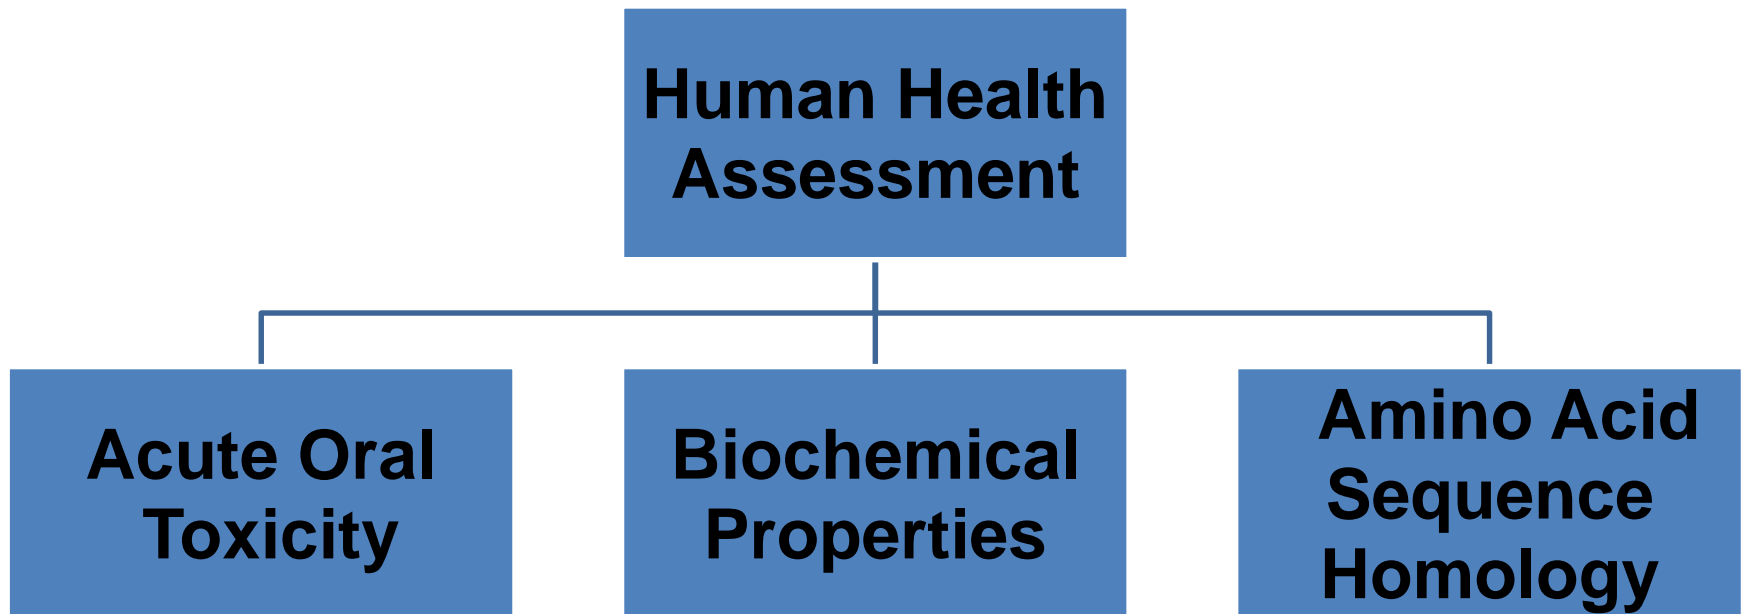 Human Health
Assessment
Acute Oral
Toxicity
Biochemical
Properties
Amino Acid
Sequence
Homology